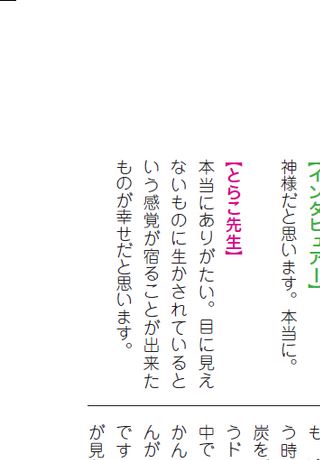 【インタビュアー】
神様だと思います。本当に。
【とらこ先生】
本当にありがたい。目に見え
ないものに生かされていると
いう感覚が宿ることが出来た
ものが幸せだと思います。
も
う時
炭を
うド
中で
かん
んが
です
が見